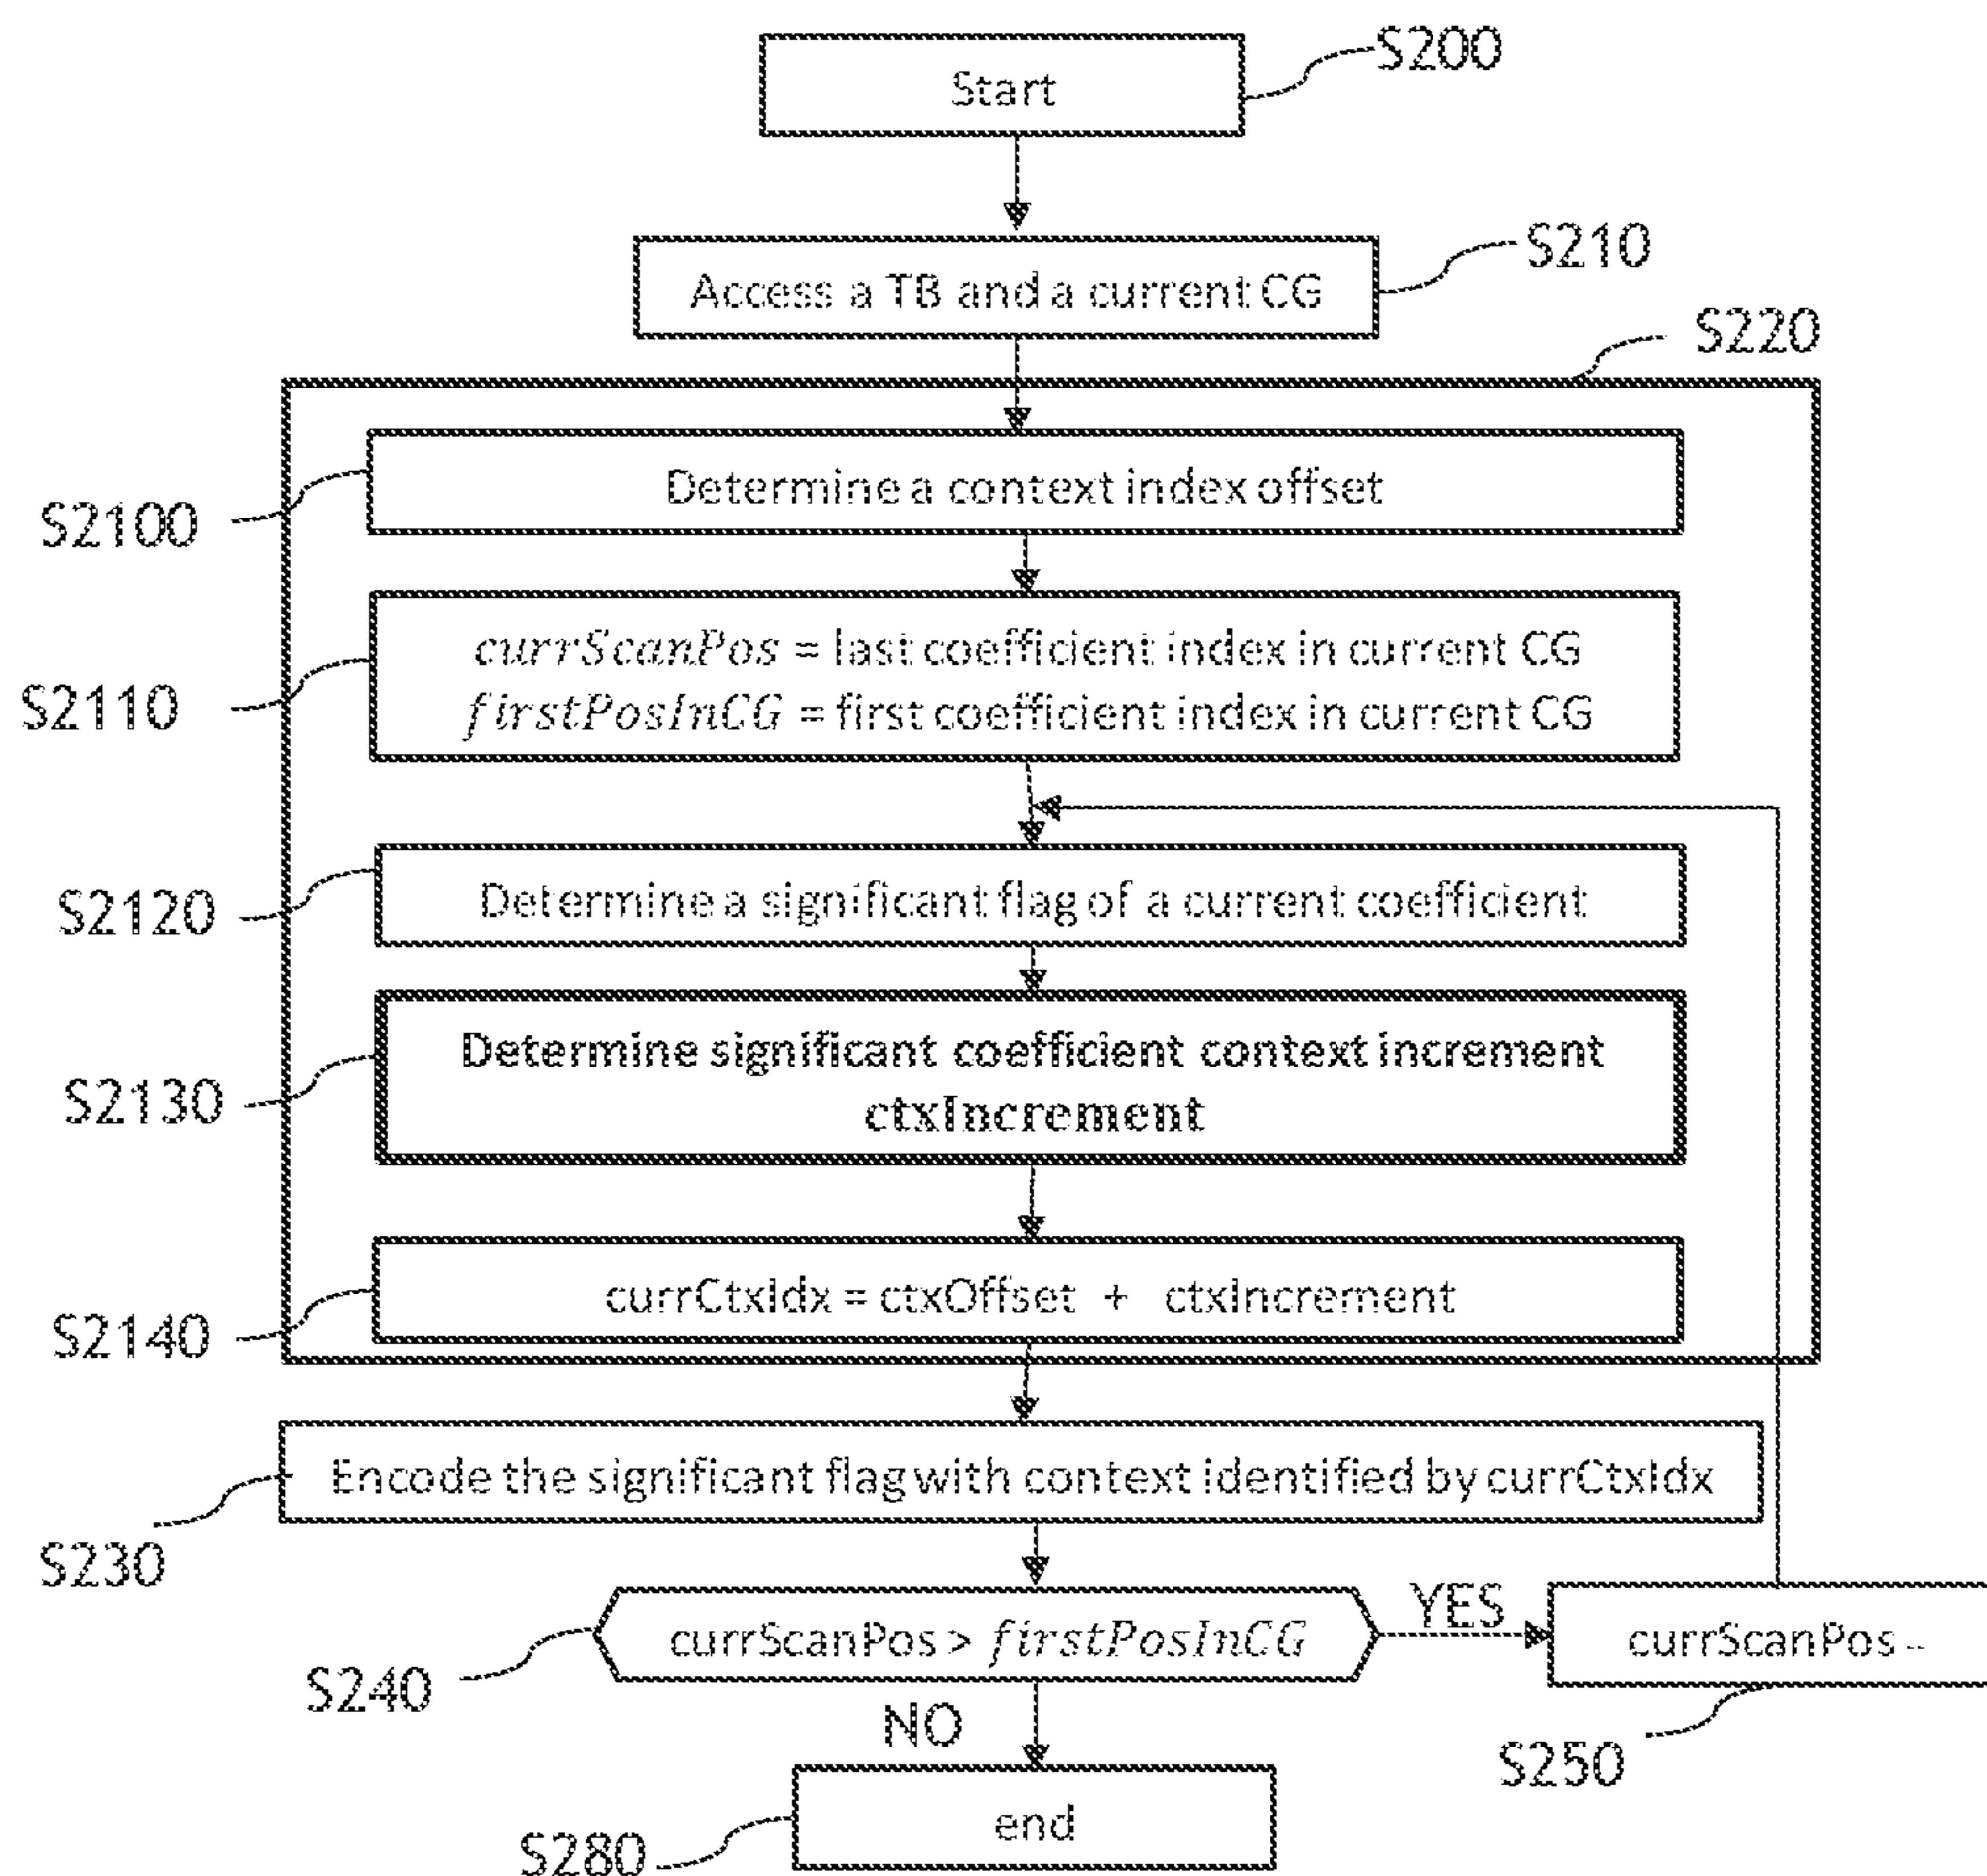 Start
S200
Access a TB and a current CG
S210
S220
Determine a context index offset
S2100
currScanPos = last coefficient index in current CG
firstPosInCG = first coefficient index in current CG
S2110
Determine a significant flag of a current coefficient
S2120
Determine significant coefficient context increment
ctxIncrement
S2130
currCtxIdx = ctxOffset + ctxIncrement
S2140
Encode the significant flag with context identified by currCtxIdx
S230
currScanPos > firstPosInCG
YES
currScanPos --
S240
NO
S250
end
S280